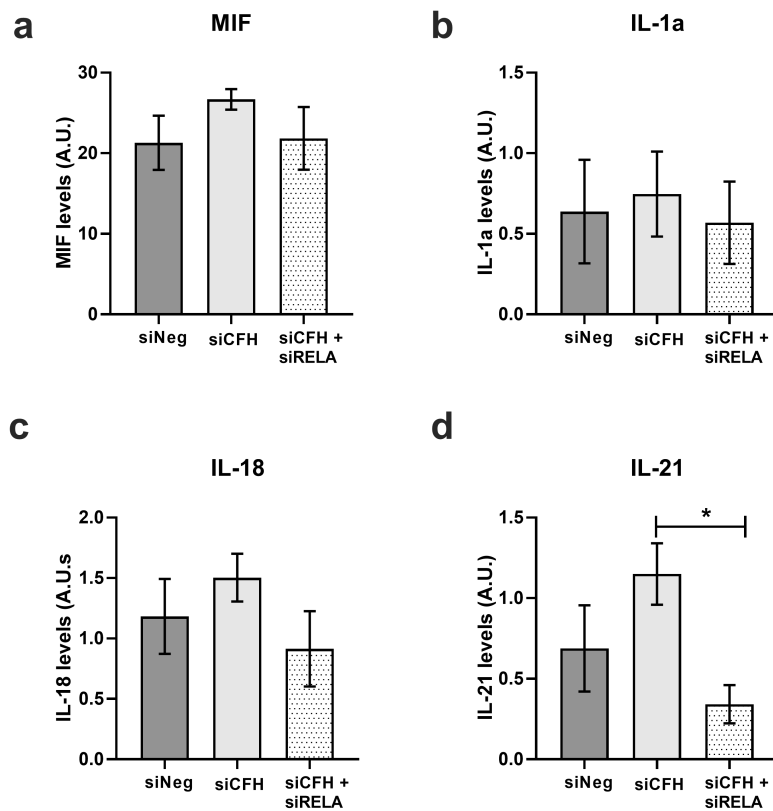 a
MIF
MIF levels (A.U.)
30
20
10
0
siNeg
siCFH
siCFH +
siRELA
b
IL-1a
IL-1a levels (A.U.)
1.5
1.0
0.5
0.0
siNeg
siCFH
siCFH +
siRELA
c
IL-18
IL-18 levels (A.U.s
2.0
1.5
1.0
0.5
0.0
siNeg
siCFH
siCFH +
siRELA
d
IL-21
IL-21 levels (A.U.)
1.5
1.0
0.5
0.0
*
siNeg
siCFH
siCFH +
siRELA